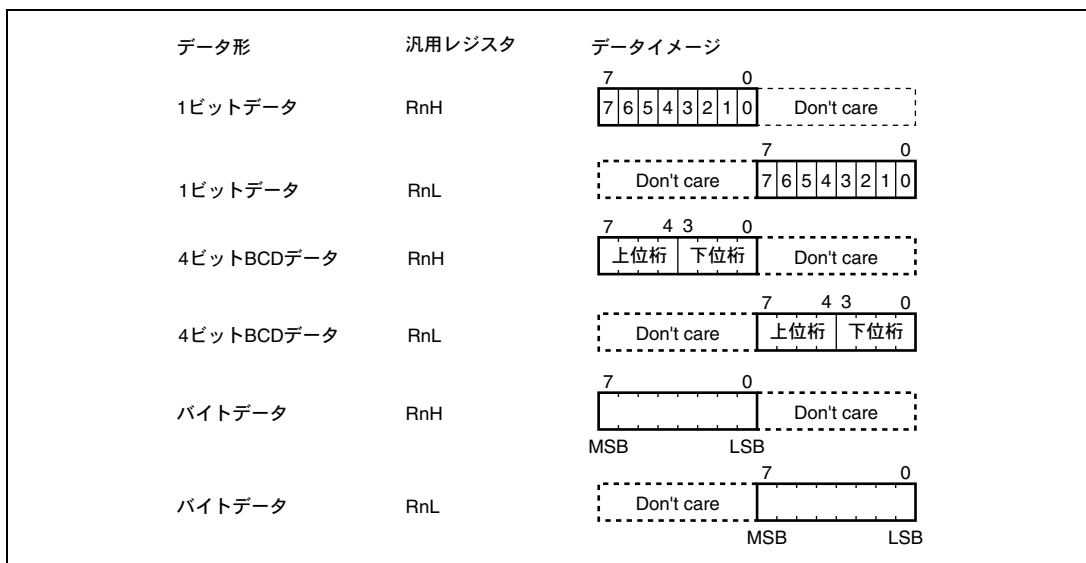 データ形 汎用レジスタ データイメージ
7 0
1ビットデータ RnH 7 6 5 4 3 2 1 0 Don't care
7 0
1ビットデータ RnL Don't care 7 6 5 4 3 2 1 0
7 4 3 0
4ビットBCDデータ RnH 上位桁 下位桁 Don't care
7 4 3 0
4ビットBCDデータ RnL Don't care 上位桁 下位桁
7 0
バイトデータ RnH Don't care
MSB LSB
7 0
バイトデータ RnL Don't care
MSB LSB